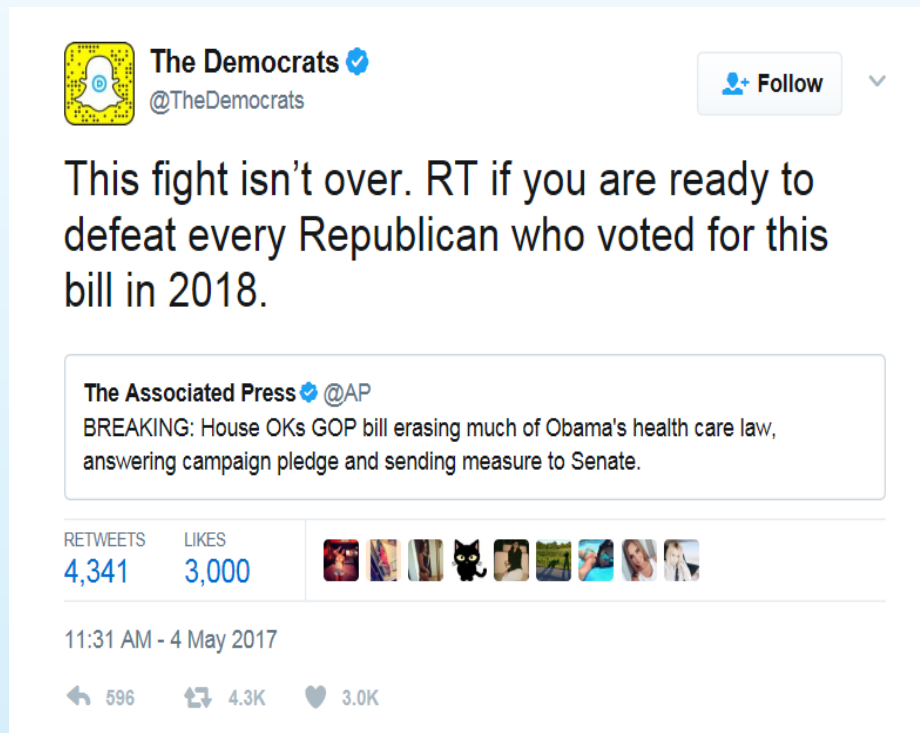 The Democrats
@TheDemocrats
Follow
This fight isn’t over. RT if you are ready to
defeat every Republican who voted for this
bill in 2018.
The Associated Press @AP
BREAKING: House OKs GOP bill erasing much of Obama's health care law,
answering campaign pledge and sending measure to Senate.
RETWEETS LIKES
4,341 3,000
11:31 AM - 4 May 2017
596 4.3K 3.0K